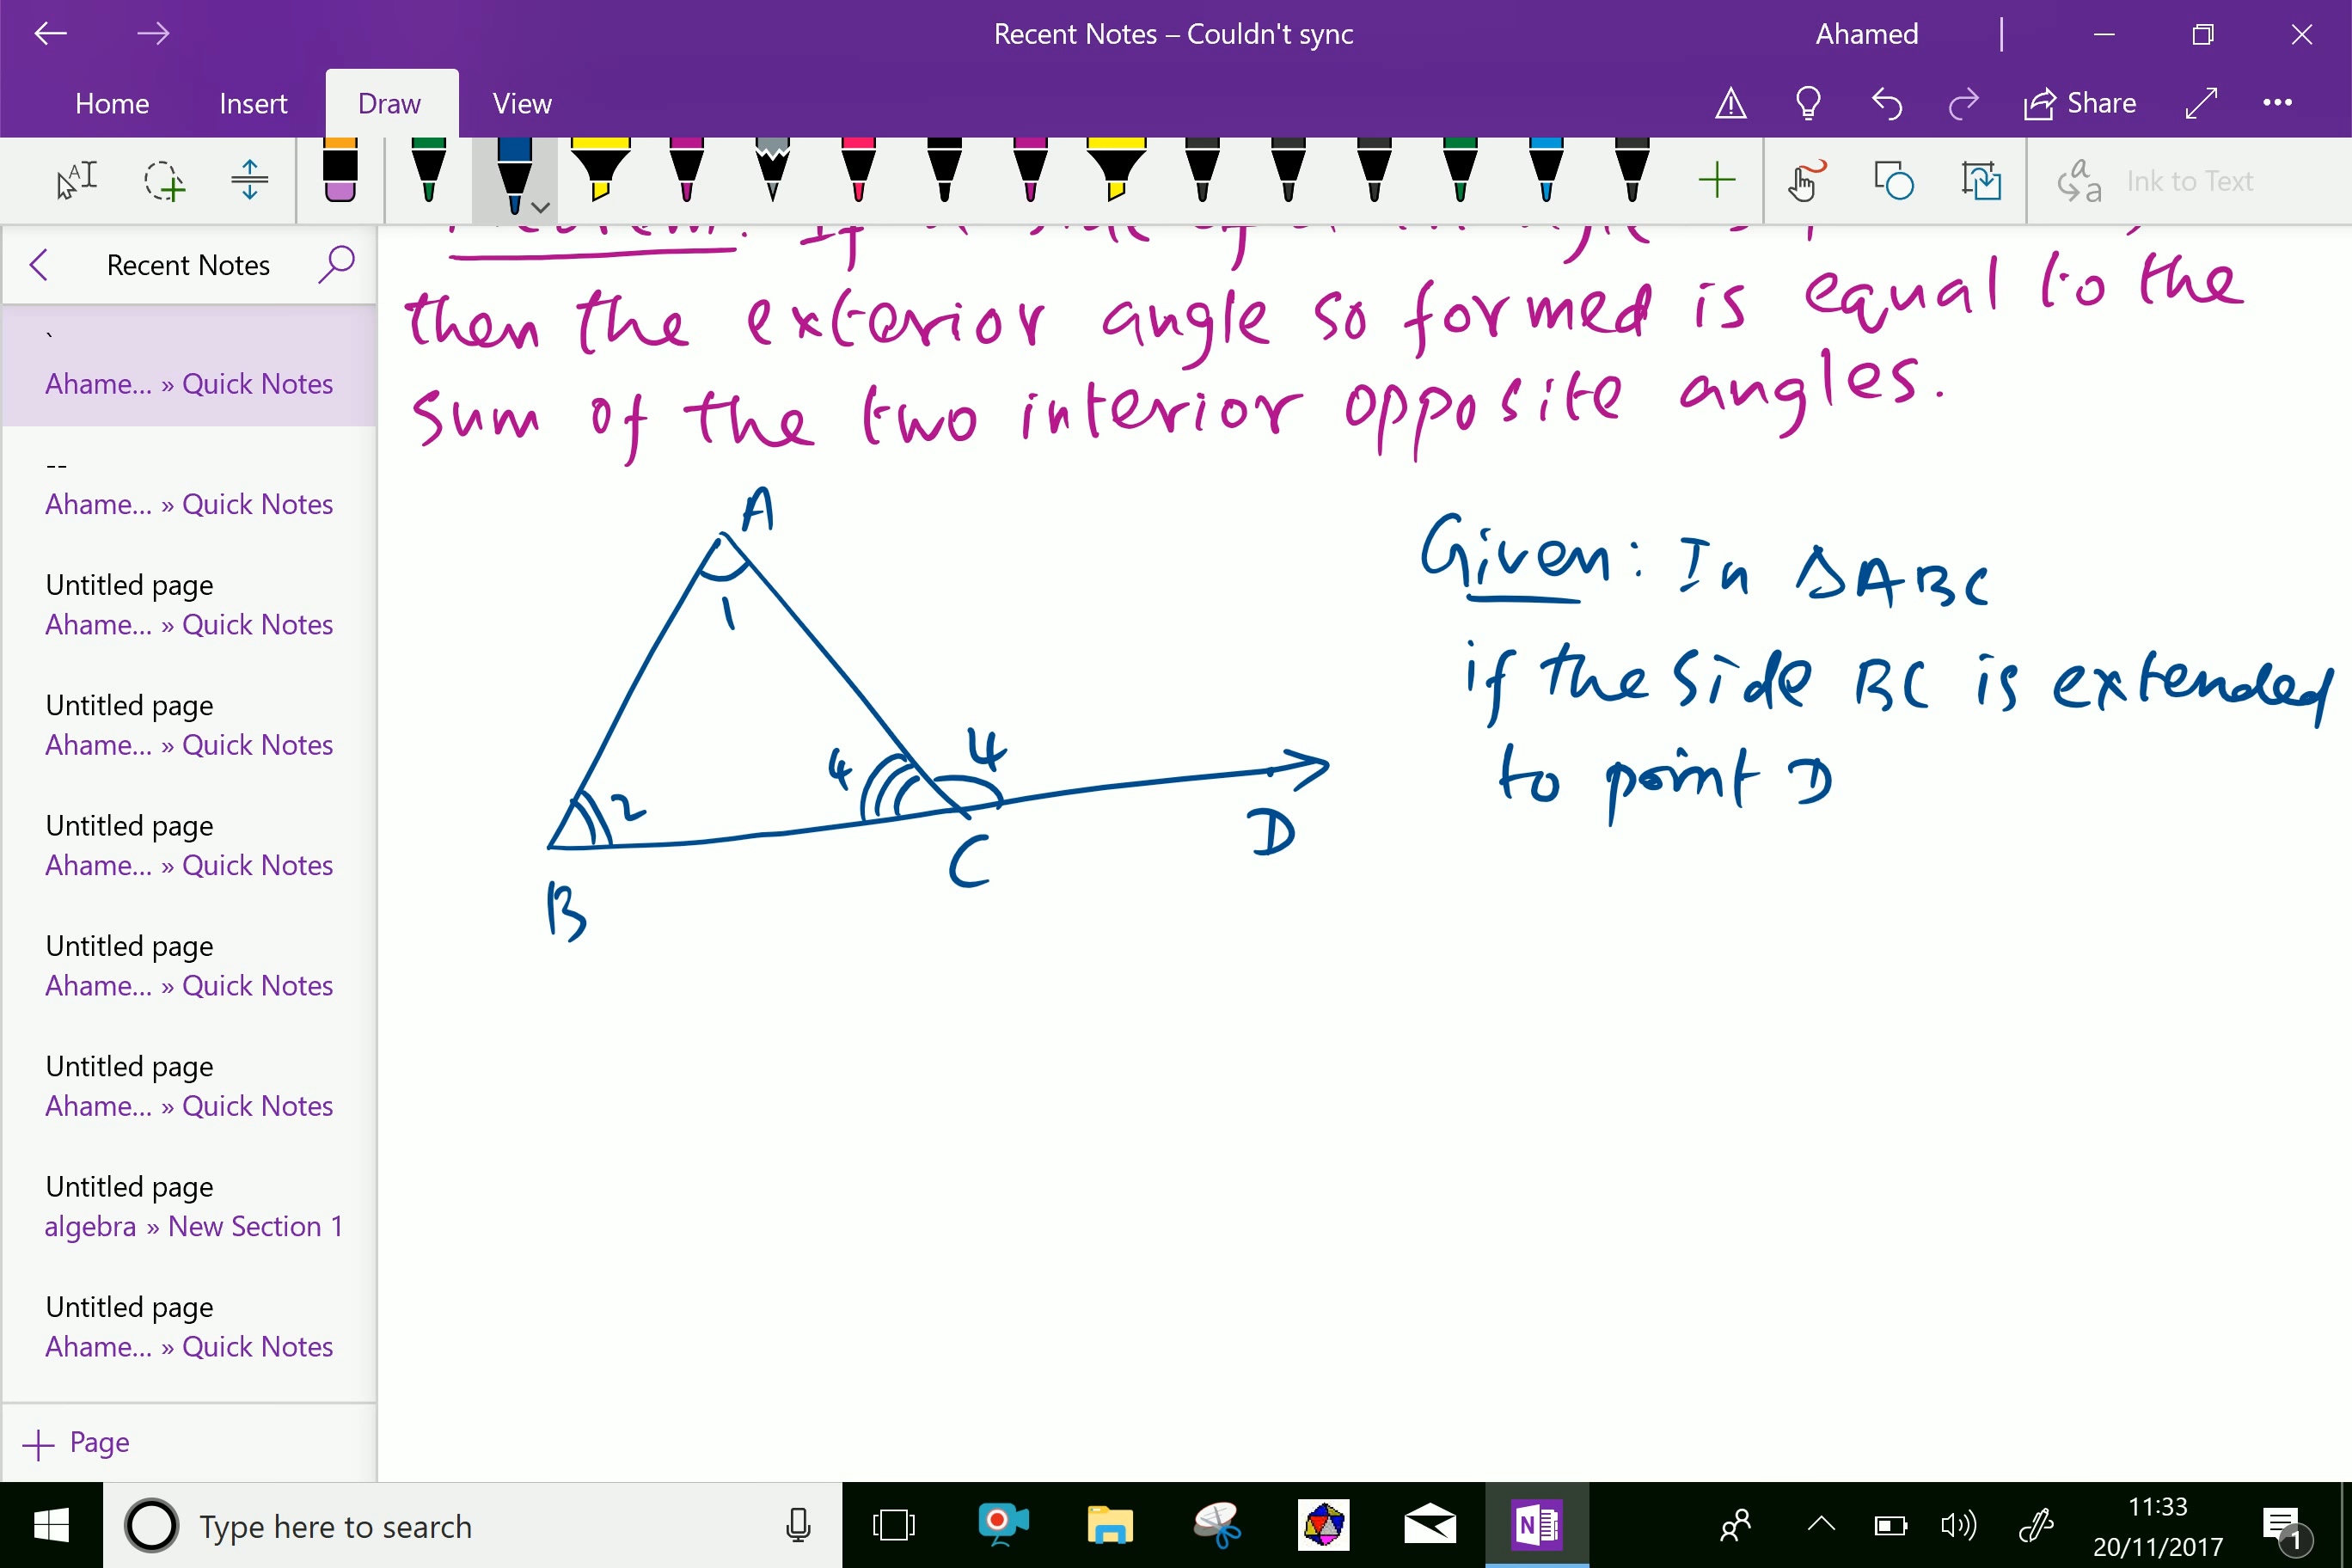 Recent Notes – Couldn't sync
Ahamed
Home
Insert
Draw
View
Share
Ink to Text
Recent Notes
`
Ahame... » Quick Notes
--
Ahame... » Quick Notes
Untitled page
Ahame... » Quick Notes
Untitled page
Ahame... » Quick Notes
Untitled page
Ahame... » Quick Notes
Untitled page
Ahame... » Quick Notes
Untitled page
Ahame... » Quick Notes
Untitled page
algebra » New Section 1
Untitled page
Ahame... » Quick Notes
Page
then the exterior angle so formed is equal to the
sum of the two interior opposite angles.
A
1
2
4
4
B
C
D
Given: In ΔABC
if the side BC is extended
to point D
Type here to search
11:33
20/11/2017
1